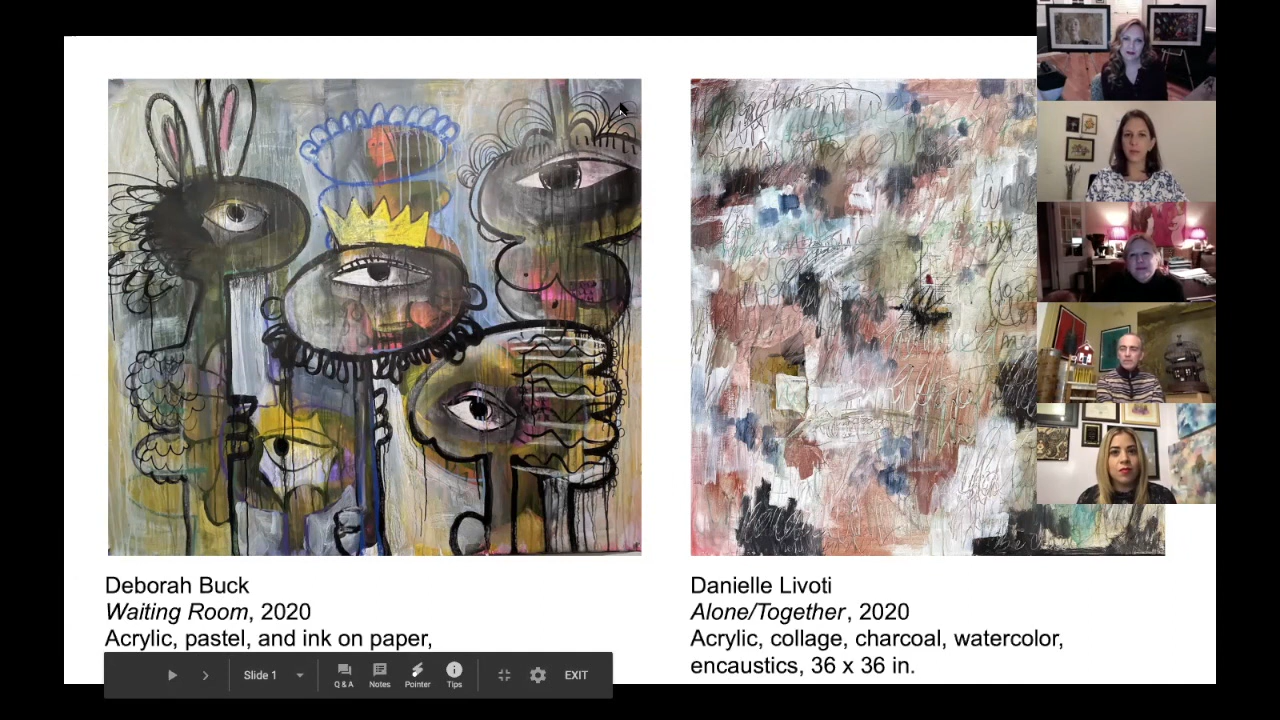 Deborah Buck
Waiting Room, 2020
Acrylic, pastel, and ink on paper,
Danielle Livoti
Alone/Together, 2020
Acrylic, collage, charcoal, watercolor,
encaustics, 36 x 36 in.
Slide 1
Q & A
Notes
Pointer
Tips
EXIT